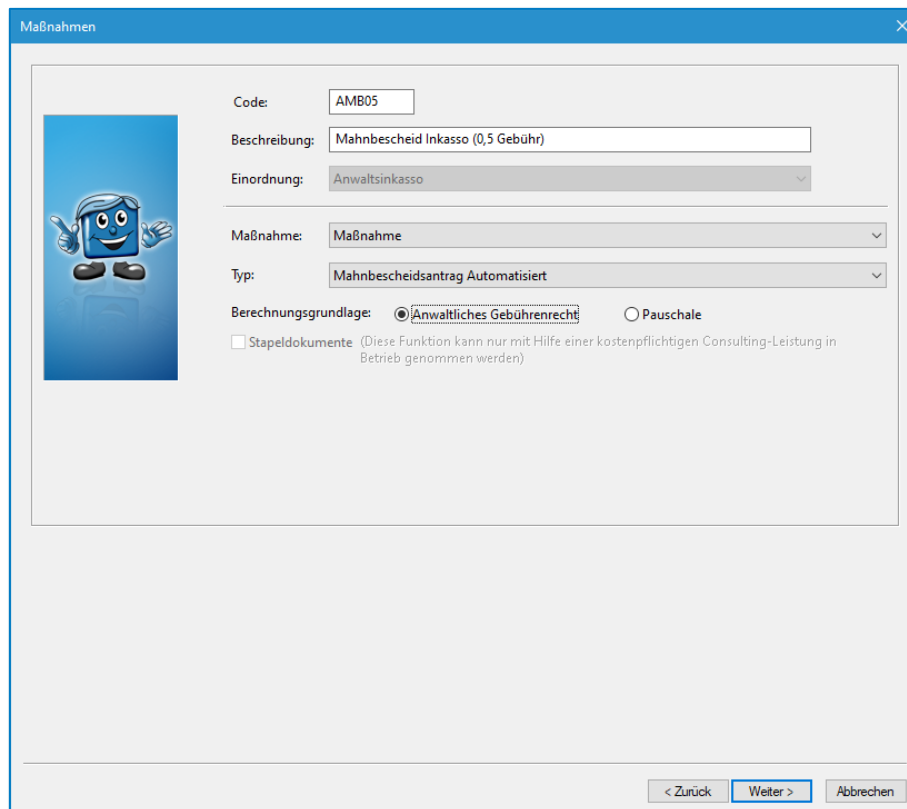 Maßnahmen
Code: AMB05
Beschreibung: Mahnbescheid Inkasso (0,5 Gebühr)
Einordnung: Anwaltsinkasso
Maßnahme: Maßnahme
Typ: Mahnbescheidsantrag Automatisiert
Berechnungsgrundlage: Anwaltliches Gebührenrecht Pauschale
Stapeldokumente (Diese Funktion kann nur mit Hilfe einer kostenpflichtigen Consulting-Leistung in
Betrieb genommen werden)
< Zurück Weiter > Abbrechen